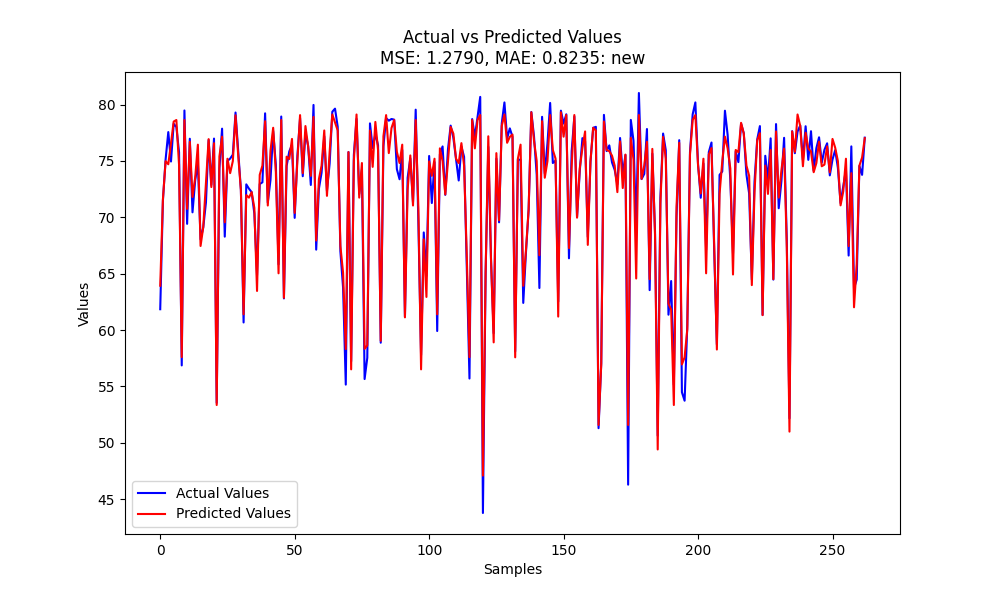 Actual vs Predicted Values
MSE: 1.2790, MAE: 0.8235: new
80
75
70
65
60
55
50
45
Values
Actual Values
Predicted Values
0 50 100 150 200 250
Samples